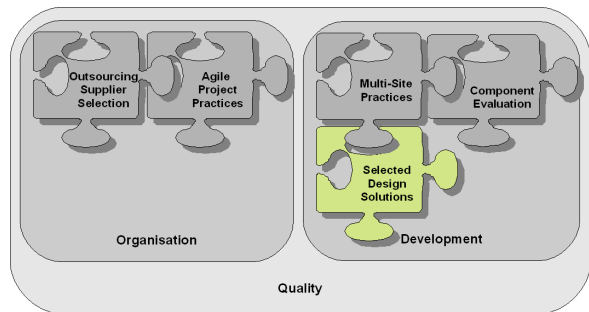 Outsourcing
Supplier
Selection
Agile
Project
Practices
Multi-Site
Practices
Component
Evaluation
Selected
Design
Solutions
Organisation
Development
Quality